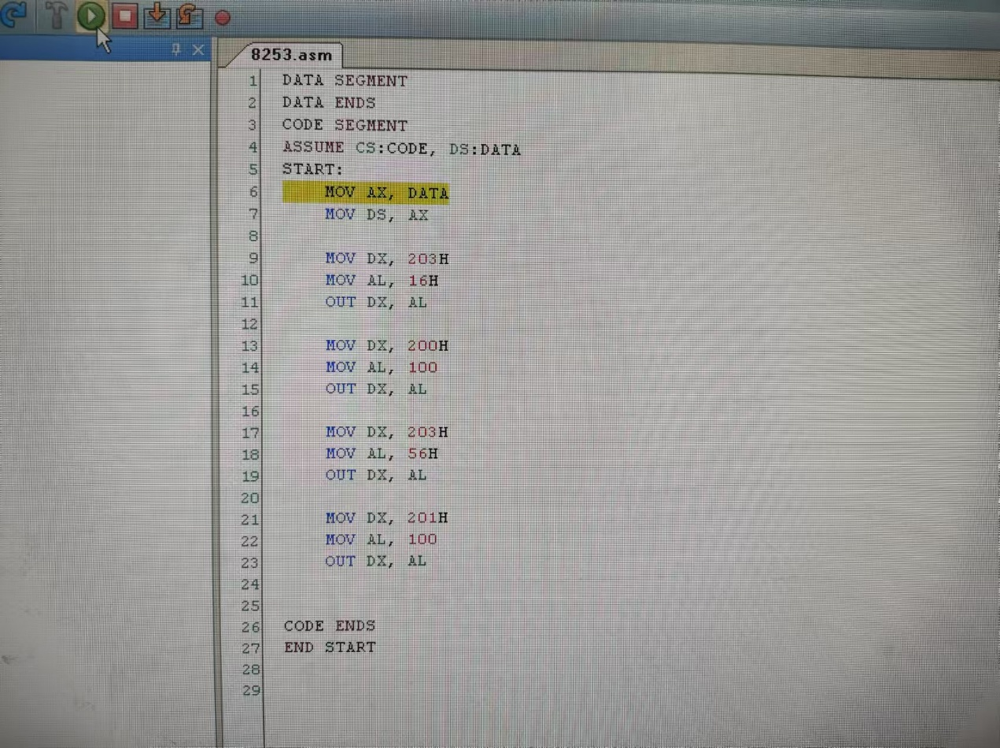 8253.asm
1 DATA SEGMENT
2 DATA ENDS
3 CODE SEGMENT
4 ASSUME CS:CODE, DS:DATA
5 START:
6 MOV AX, DATA
7 MOV DS, AX
8
9 MOV DX, 203H
10 MOV AL, 16H
11 OUT DX, AL
12
13 MOV DX, 200H
14 MOV AL, 100
15 OUT DX, AL
16
17 MOV DX, 203H
18 MOV AL, 56H
19 OUT DX, AL
20
21 MOV DX, 201H
22 MOV AL, 100
23 OUT DX, AL
24
25
26 CODE ENDS
27 END START
28
29